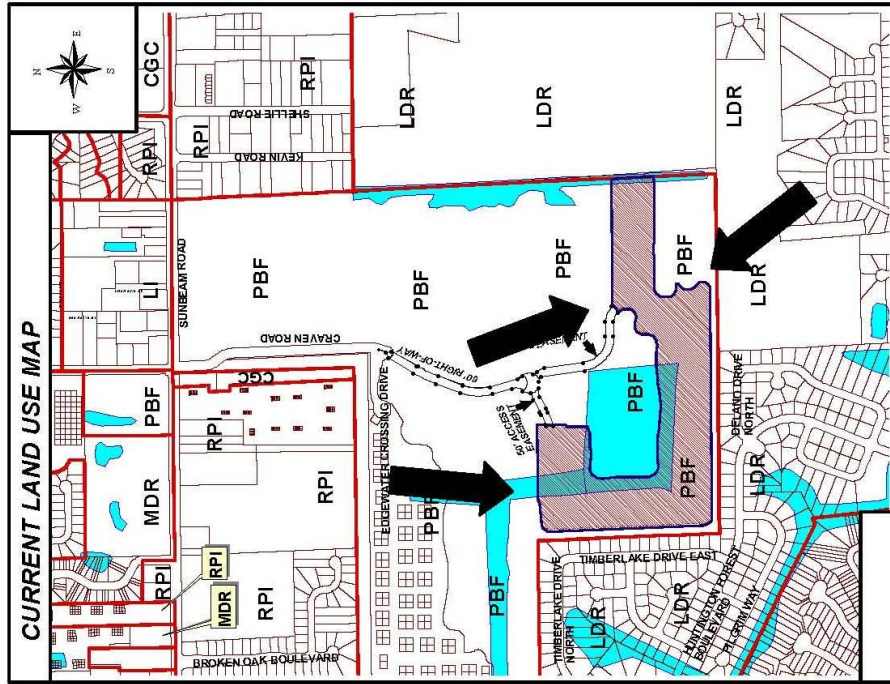 CURRENT LAND USE MAP
N
E
S
W
CGC
RPI
LI
PBF
MDR
RPI
RPI
MDR
RPI
RPI
SHELLIE ROAD
KEVIN ROAD
SUNBEAM ROAD
CRAVEN ROAD
CGC
RPI
RPI
RPI
BROKEN OAK BOULEVARD
EDGEWATER CROSSING DRIVE
60' RIGHT-OF-WAY
50' ACCESS
EASEMENT
EASEMENT
PBF
PBF
PBF
PBF
PBF
PBF
PBF
PBF
LDR
LDR
LDR
LDR
DELANO DRIVE
NORTH
LDR
TIMBERLAKE DRIVE EAST
TIMBERLAKE DRIVE
NORTH
LDR
LDR
HUNTINGTON FOREST
BOULEVARD
PILGRIM WAY